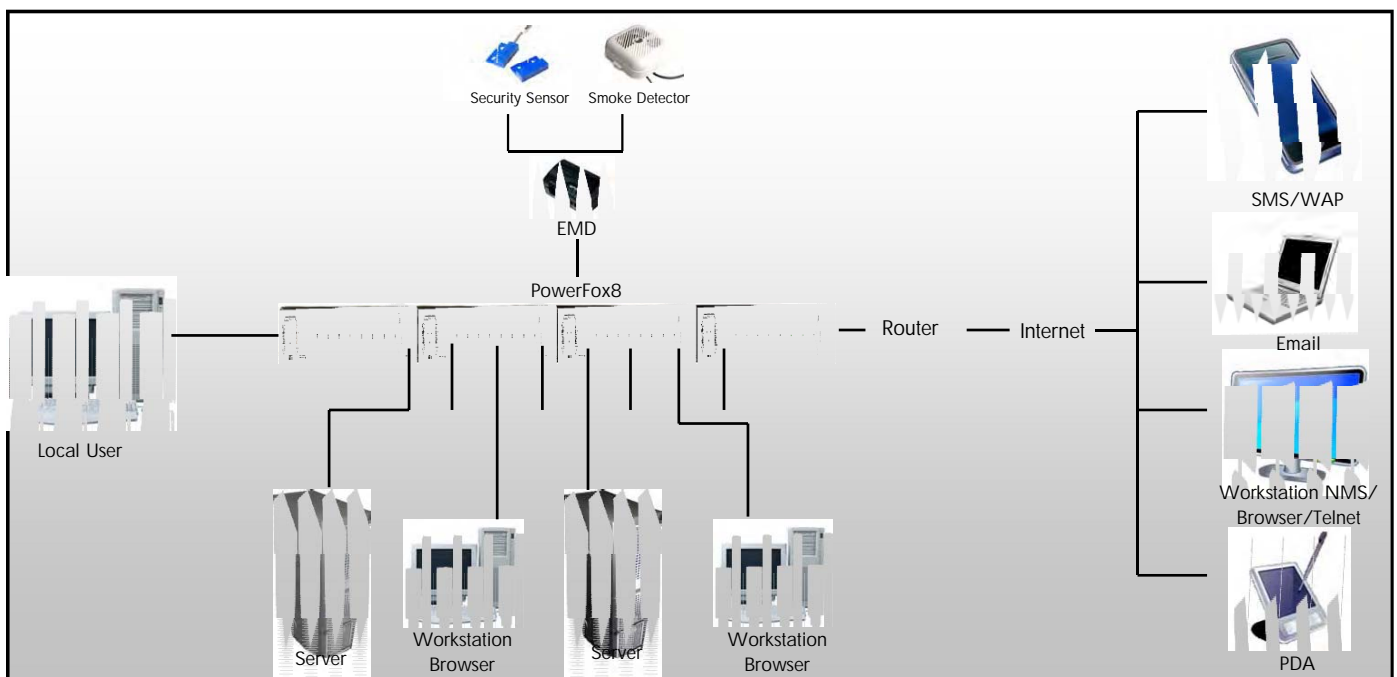 Security Sensor
Smoke Detector
EMD
PowerFox8
Router
Internet
SMS/WAP
Email
Workstation NMS/
Browser/Telnet
PDA
Local User
Server
Workstation
Browser
Server
Workstation
Browser